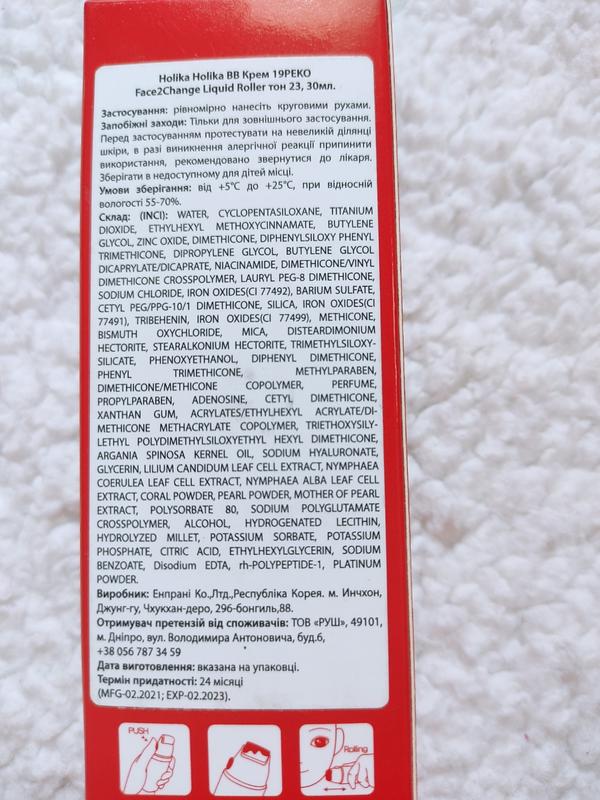 Holika Holika ВВ Крем 19РЕКО
Face2Change Liquid Roller тон 23, 30мл.
Застосування: рівномірно нанесіть круговими рухами.
Запобіжні заходи: Тільки для зовнішнього застосування.
Перед застосуванням протестувати на невеликій ділянці
шкіри, в разі виникнення алергічної реакції припинити
використання, рекомендовано звернутися до лікаря.
Зберігати в недоступному для дітей місці.
Умови зберігання: від +5°С до +25°С, при відносній
вологості 55-70%.
Склад: (INCI): WATER, CYCLOPENTASILOXANE, TITANIUM
DIOXIDE, ETHYLHEXYL METHOXYCINNAMATE, BUTYLENE
GLYCOL, ZINC OXIDE, DIMETHICONE, DIPHENYLSILOXY PHENYL
TRIMETHICONE, DIPROPYLENE GLYCOL, BUTYLENE GLYCOL
DICAPRYLATE/DICAPRATE, NIACINAMIDE, DIMETHICONE/VINYL
DIMETHICONE CROSSPOLYMER, LAURYL PEG-8 DIMETHICONE,
SODIUM CHLORIDE, IRON OXIDES(CI 77492), BARIUM SULFATE,
CETYL PEG/PPG-10/1 DIMETHICONE, SILICA, IRON OXIDES(CI
77491), TRIBEHENIN, IRON OXIDES(CI 77499), METHICONE,
BISMUTH OXYCHLORIDE, MICA, DISTEARDIMONIUM
HECTORITE, STEARALKONIUM HECTORITE, TRIMETHYLSILOXY-
SILICATE, PHENOXYETHANOL, DIPHENYL DIMETHICONE,
PHENYL TRIMETHICONE, METHYLPARABEN,
DIMETHICONE/METHICONE COPOLYMER, PERFUME,
PROPYLPARABEN, ADENOSINE, CETYL DIMETHICONE,
XANTHAN GUM, ACRYLATES/ETHYLHEXYL ACRYLATE/DI-
METHICONE METHACRYLATE COPOLYMER, TRIETHOXYSILY-
LETHYL POLYDIMETHYLSILOXYETHYL HEXYL DIMETHICONE,
ARGANIA SPINOSA KERNEL OIL, SODIUM HYALURONATE,
GLYCERIN, LILIUM CANDIDUM LEAF CELL EXTRACT, NYMPHAEA
COERULEA LEAF CELL EXTRACT, NYMPHAEA ALBA LEAF CELL
EXTRACT, CORAL POWDER, PEARL POWDER, MOTHER OF PEARL
EXTRACT, POLYSORBATE 80, SODIUM POLYGLUTAMATE
CROSSPOLYMER, ALCOHOL, HYDROGENATED LECITHIN,
HYDROLYZED MILLET, POTASSIUM SORBATE, POTASSIUM
PHOSPHATE, CITRIC ACID, ETHYLHEXYLGLYCERIN, SODIUM
BENZOATE, Disodium EDTA, rh-POLYPEPTIDE-1, PLATINUM
POWDER.
Виробник: Енпрані Ко.,Лтд.,Республіка Корея. м. Инчхон,
Джунг-гу, Чхукхан-деро, 296-бонгиль,88.
Отримувач претензій від споживачів: ТОВ «РУШ», 49101,
м. Дніпро, вул. Володимира Антоновича, буд.6,
+38 056 787 34 59
Дата виготовлення: вказана на упаковці.
Термін придатності: 24 місяці
(MFG-02.2021; EXP-02.2023).
PUSH
Rolling